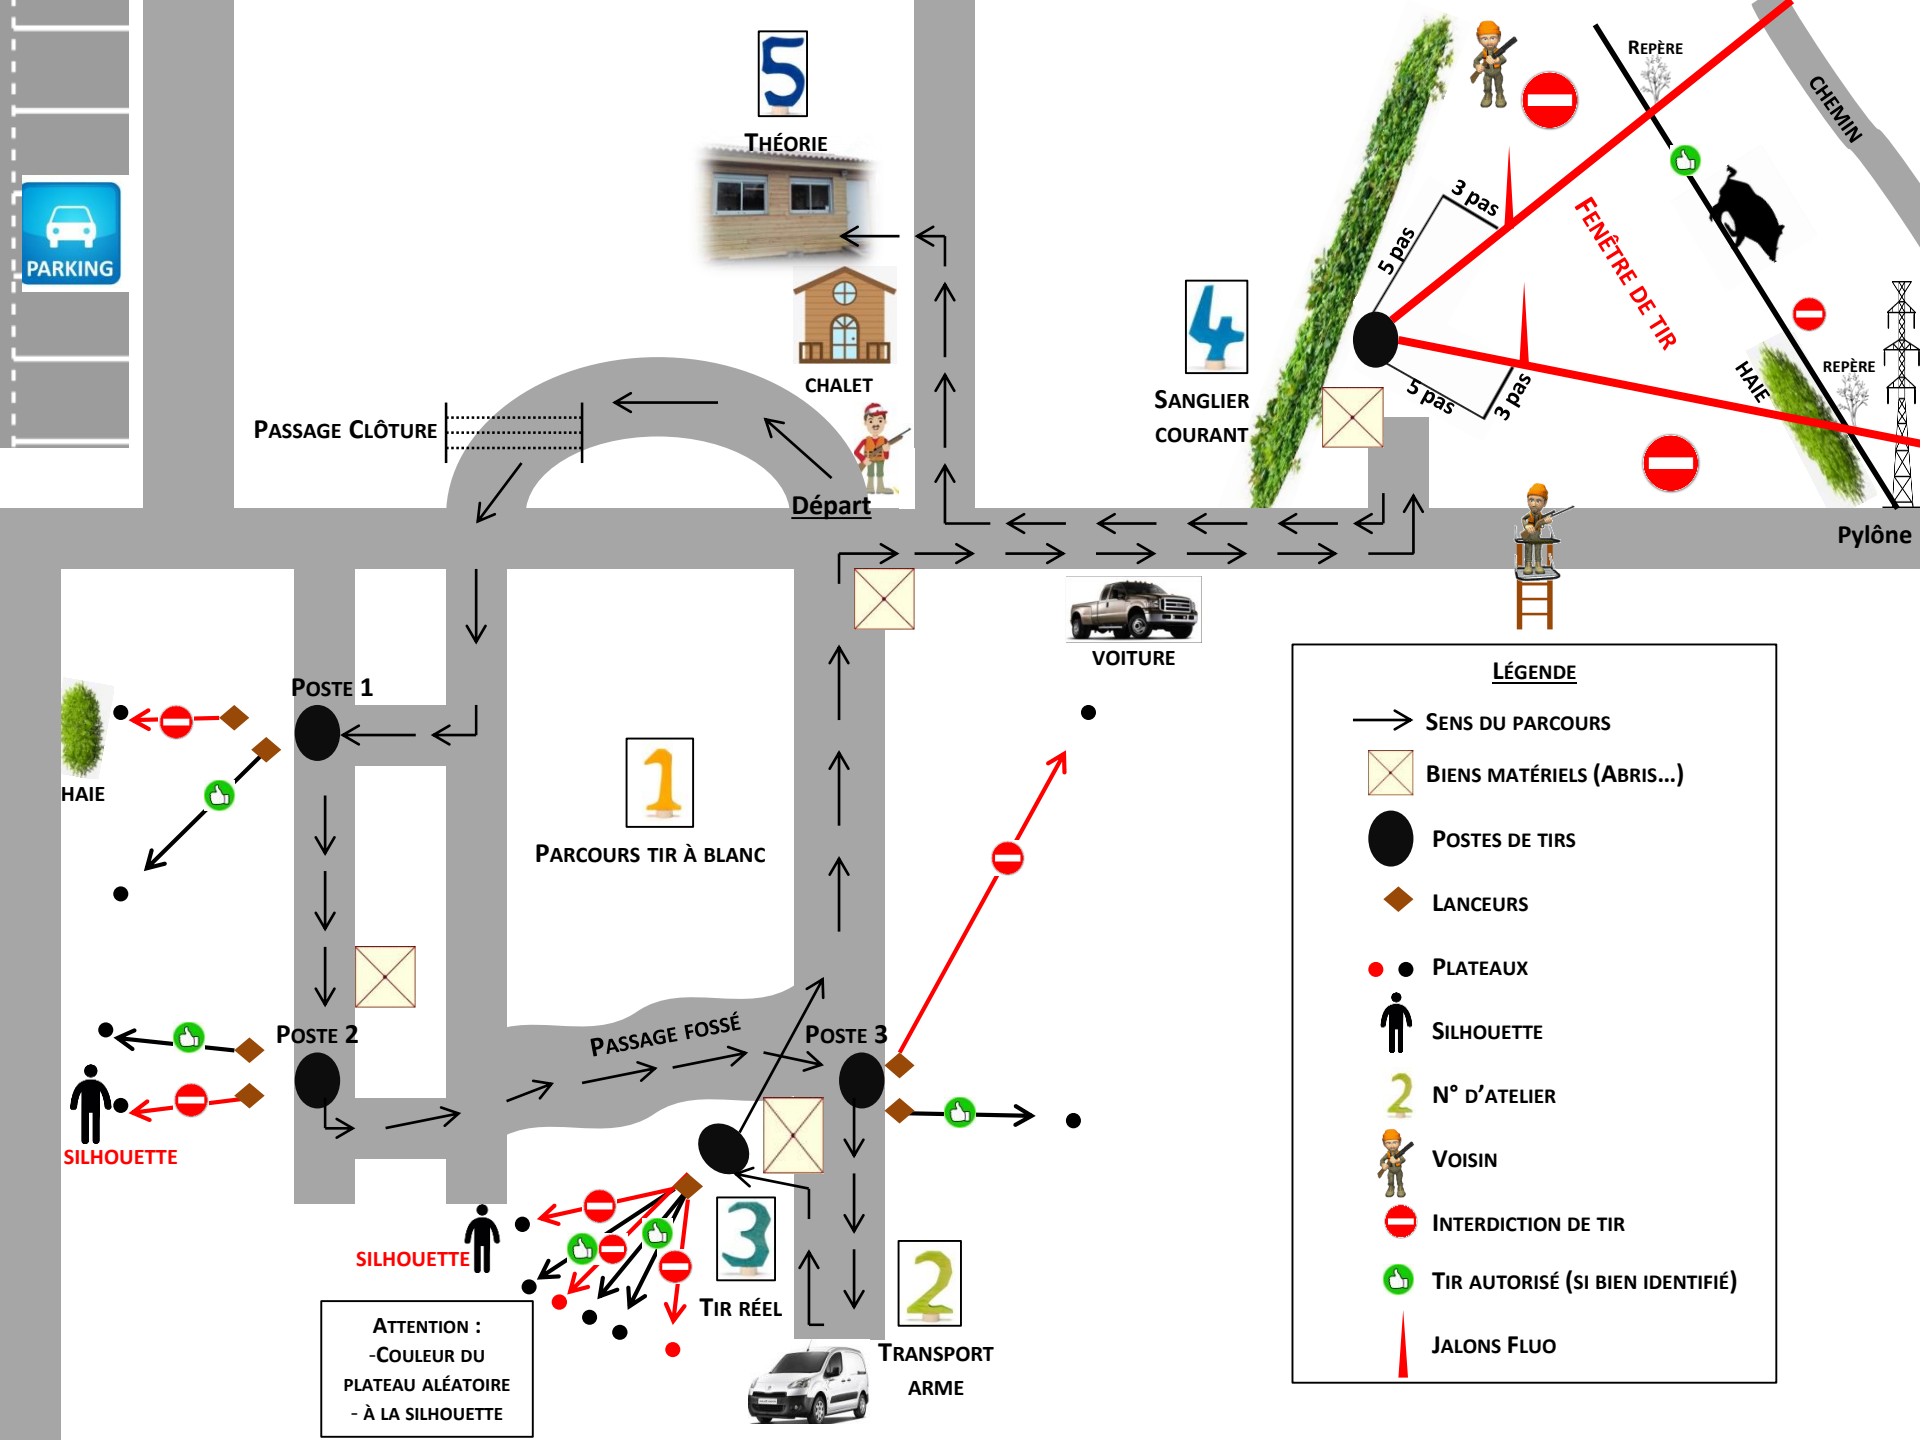 5
THÉORIE
PARKING
CHALET
PASSAGE CLÔTURE
Départ
REPÈRE
CHEMIN
3 pas
5 pas
FENÊTRE DE TIR
4
SANGLIER
COURANT
5 pas
3 pas
HAIE
REPÈRE
Pylône
VOITURE
POSTE 1
HAIE
1
PARCOURS TIR À BLANC
POSTE 2
PASSAGE FOSSÉ
POSTE 3
SILHOUETTE
SILHOUETTE
3
TIR RÉEL
2
TRANSPORT
ARME
ATTENTION :
-COULEUR DU
PLATEAU ALÉATOIRE
- À LA SILHOUETTE
LÉGENDE
SENS DU PARCOURS
BIENS MATÉRIELS (ABRIS...)
POSTES DE TIRS
LANCEURS
PLATEAUX
SILHOUETTE
2
N° D'ATELIER
VOISIN
INTERDICTION DE TIR
TIR AUTORISÉ (SI BIEN IDENTIFIÉ)
JALONS FLUO